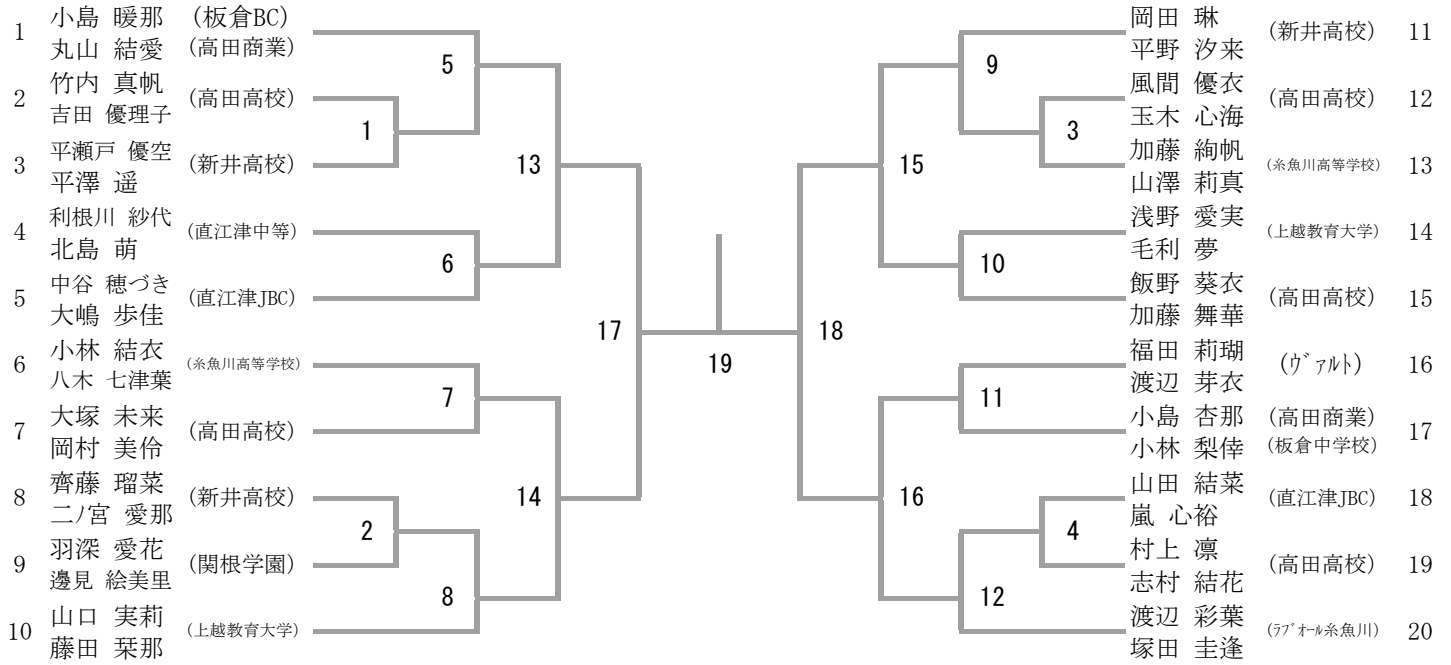 1 小島 暖那 (板倉BC)
丸山 結愛 (高田商業)
2 竹内 真帆 (高田高校)
吉田 優理子
3 平瀬戸 優空 (新井高校)
平澤 遥
4 利根川 紗代 (直江津中等)
北島 萌
5 中谷 穂づき (直江津JBC)
大嶋 歩佳
6 小林 結衣 (糸魚川高等学校)
八木 七津葉
7 大塚 未来 (高田高校)
岡村 美伶
8 齊藤 瑠菜 (新井高校)
二ノ宮 愛那
9 羽深 愛花 (関根学園)
邊見 絵美里
10 山口 実莉 (上越教育大学)
藤田 栞那
5
1
13
6
17
7
14
2
8
19
9
3
15
10
18
11
16
4
12
岡田 琳 (新井高校) 11
平野 汐来
風間 優衣 (高田高校) 12
玉木 心海
加藤 絢帆 (糸魚川高等学校) 13
山澤 莉真
浅野 愛実 (上越教育大学) 14
毛利 夢
飯野 葵衣 (高田高校) 15
加藤 舞華
福田 莉瑚 (ヴァルト) 16
渡辺 芽衣
小島 杏那 (高田商業) 17
小林 梨倖 (板倉中学校)
山田 結菜 (直江津JBC) 18
嵐 心裕
村上 凛 (高田高校) 19
志村 結花
渡辺 彩葉 (ラブオール糸魚川) 20
塚田 圭逢